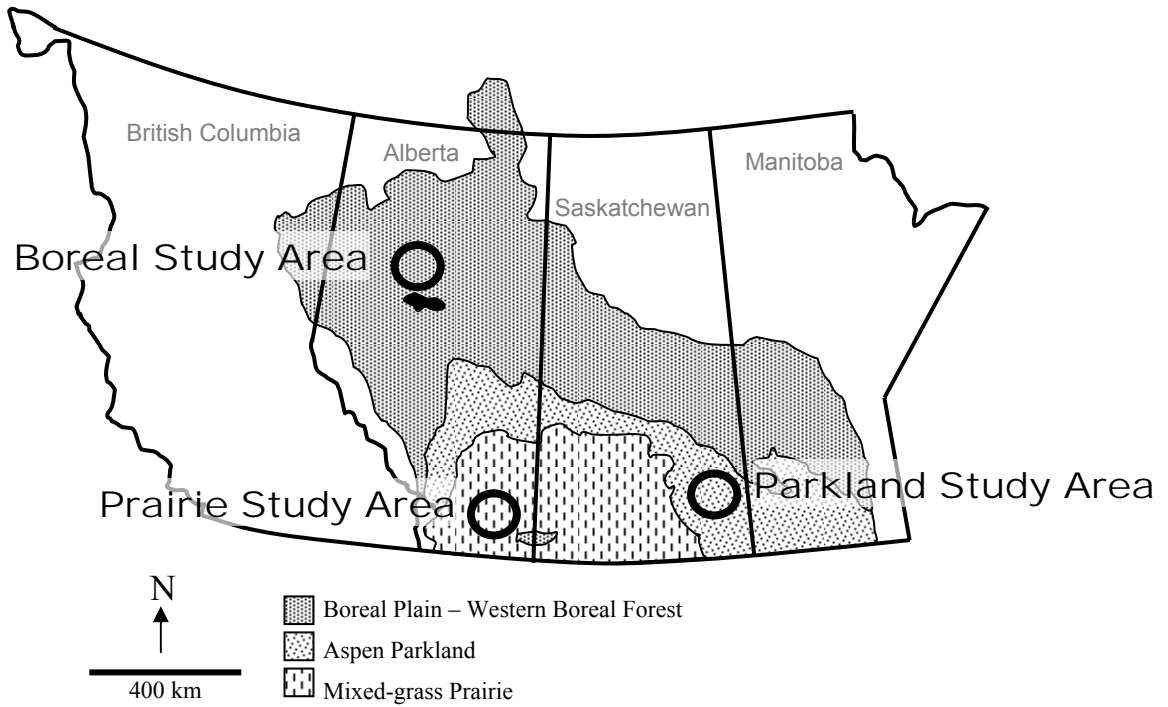 British Columbia
Alberta
Manitoba
Saskatchewan
Boreal Study Area
Prairie Study Area
Parkland Study Area
N
400 km
Boreal Plain – Western Boreal Forest
Aspen Parkland
Mixed-grass Prairie